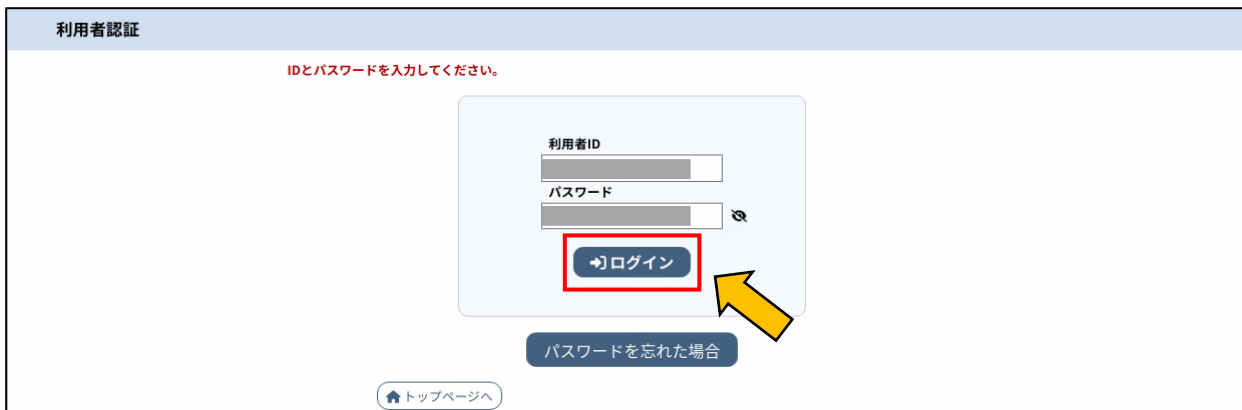 利用者認証
IDとパスワードを入力してください。
利用者ID
パスワード
ログイン
パスワードを忘れた場合
トップページへ